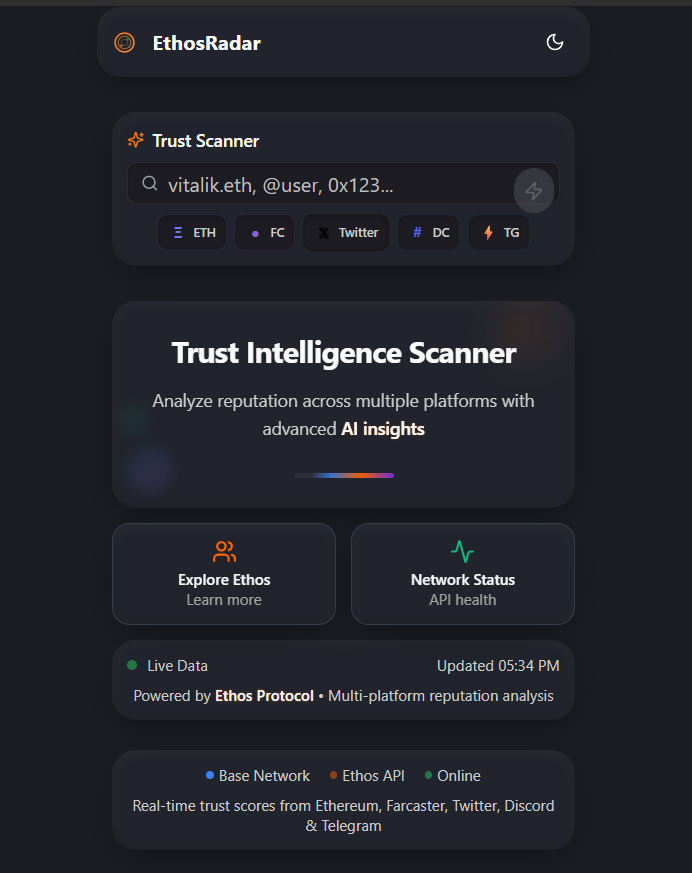 EthosRadar
Trust Scanner
vitalik.eth, @user, 0x123...
Ξ ETH
FC
X Twitter
# DC
TG
Trust Intelligence Scanner
Analyze reputation across multiple platforms with
advanced AI insights
Explore Ethos
Learn more
Network Status
API health
Live Data
Updated 05:34 PM
Powered by Ethos Protocol • Multi-platform reputation analysis
Base Network
Ethos API
Online
Real-time trust scores from Ethereum, Farcaster, Twitter, Discord
& Telegram